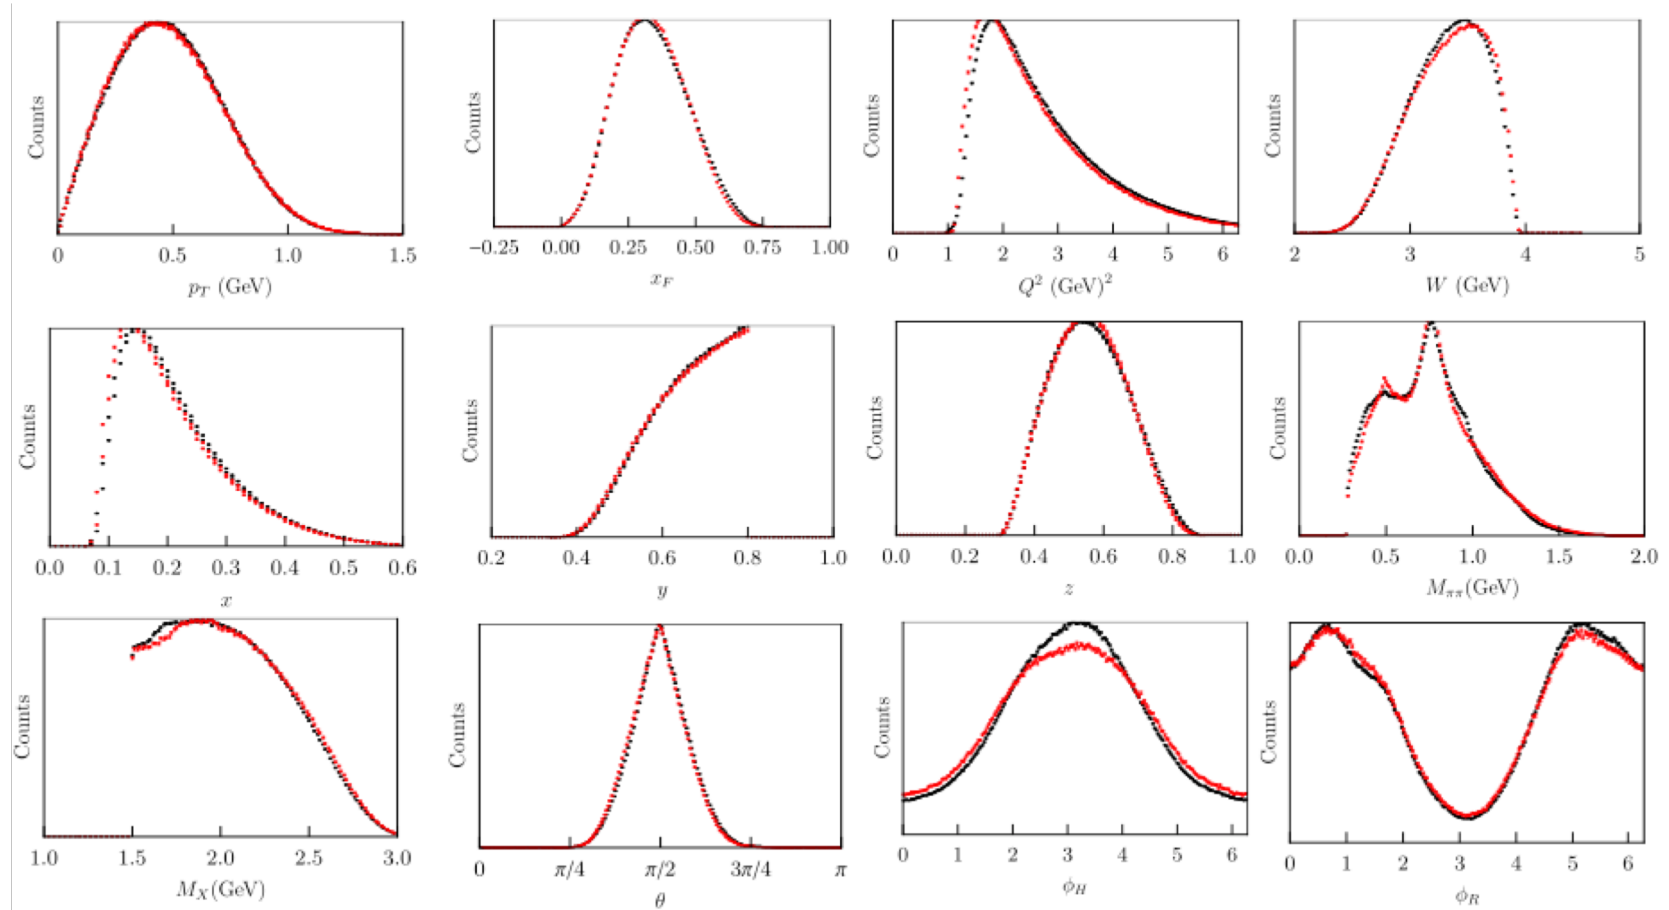 Counts
0 0.5 1.0 1.5
p_T (GeV)
Counts
−0.25 0.00 0.25 0.50 0.75 1.00
x_F
Counts
0 1 2 3 4 5 6
Q² (GeV)²
Counts
2 3 4 5
W (GeV)
Counts
0.0 0.1 0.2 0.3 0.4 0.5 0.6
x
Counts
0.2 0.4 0.6 0.8 1.0
y
Counts
0.0 0.2 0.4 0.6 0.8 1.0
z
Counts
0.0 0.5 1.0 1.5 2.0
M_ππ(GeV)
Counts
1.0 1.5 2.0 2.5 3.0
M_X(GeV)
Counts
0 π/4 π/2 3π/4 π
θ
Counts
0 1 2 3 4 5 6
ϕ_H
Counts
0 1 2 3 4 5 6
ϕ_R